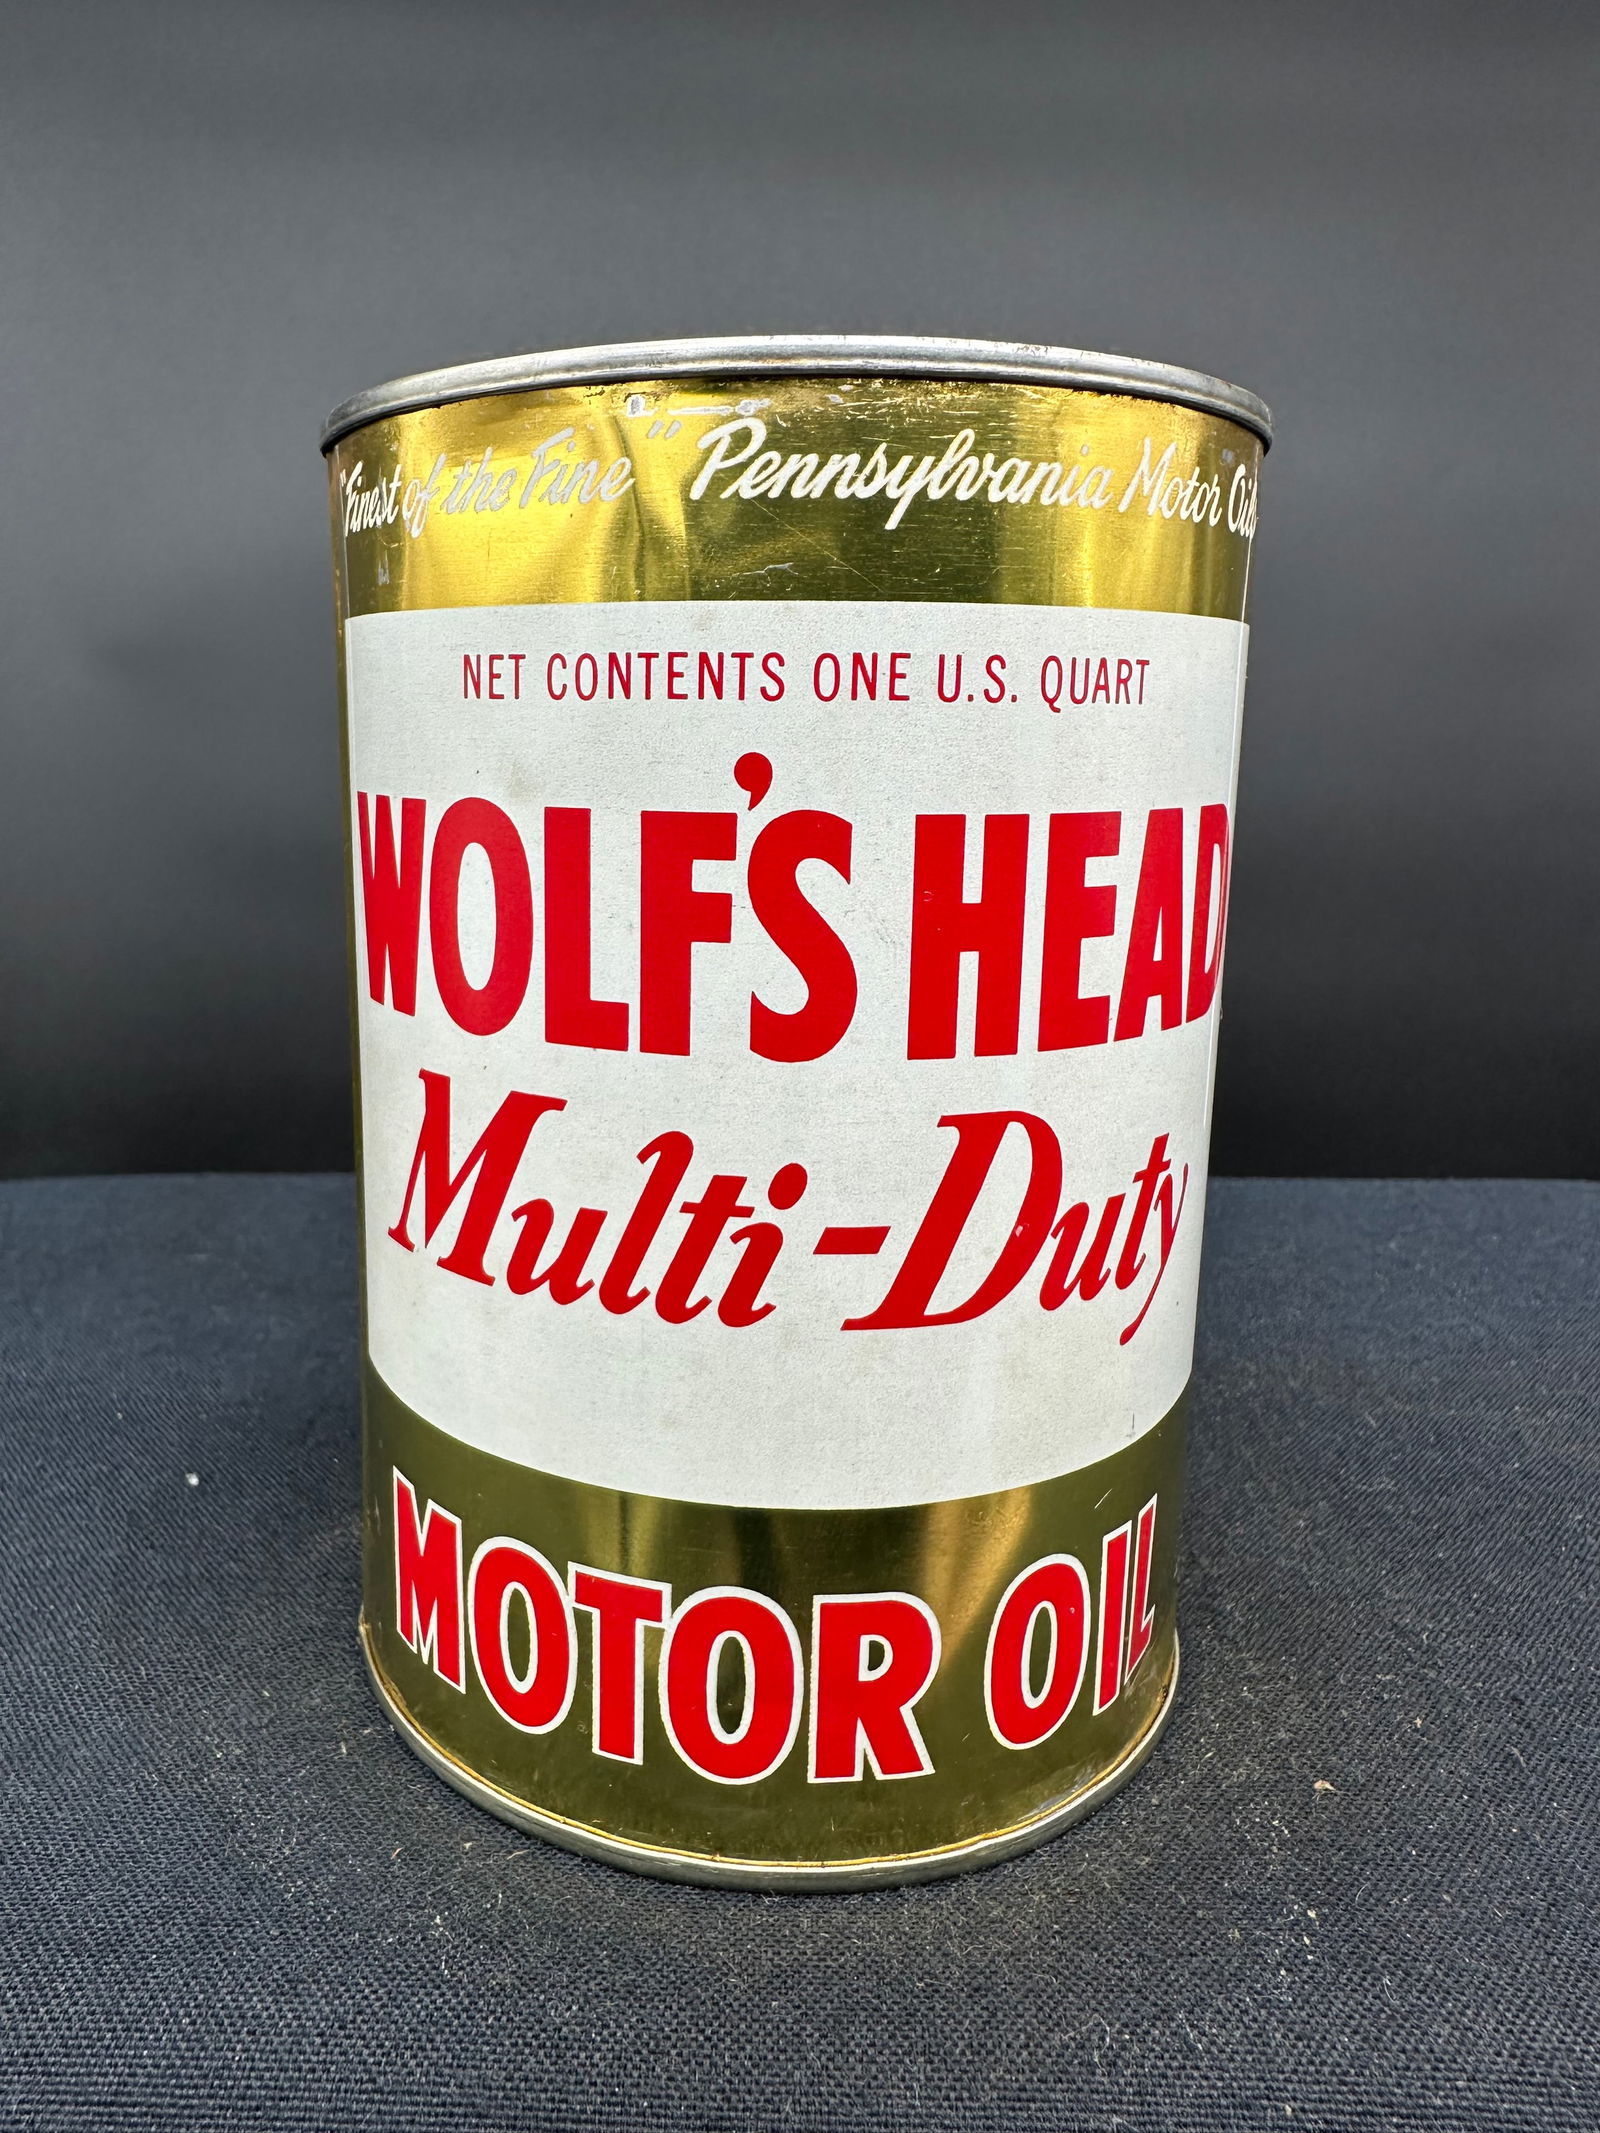 "Finest of the Fine" Pennsylvania Motor Oils
NET CONTENTS ONE U.S. QUART
WOLF'S HEAD
Multi-Duty
MOTOR OIL